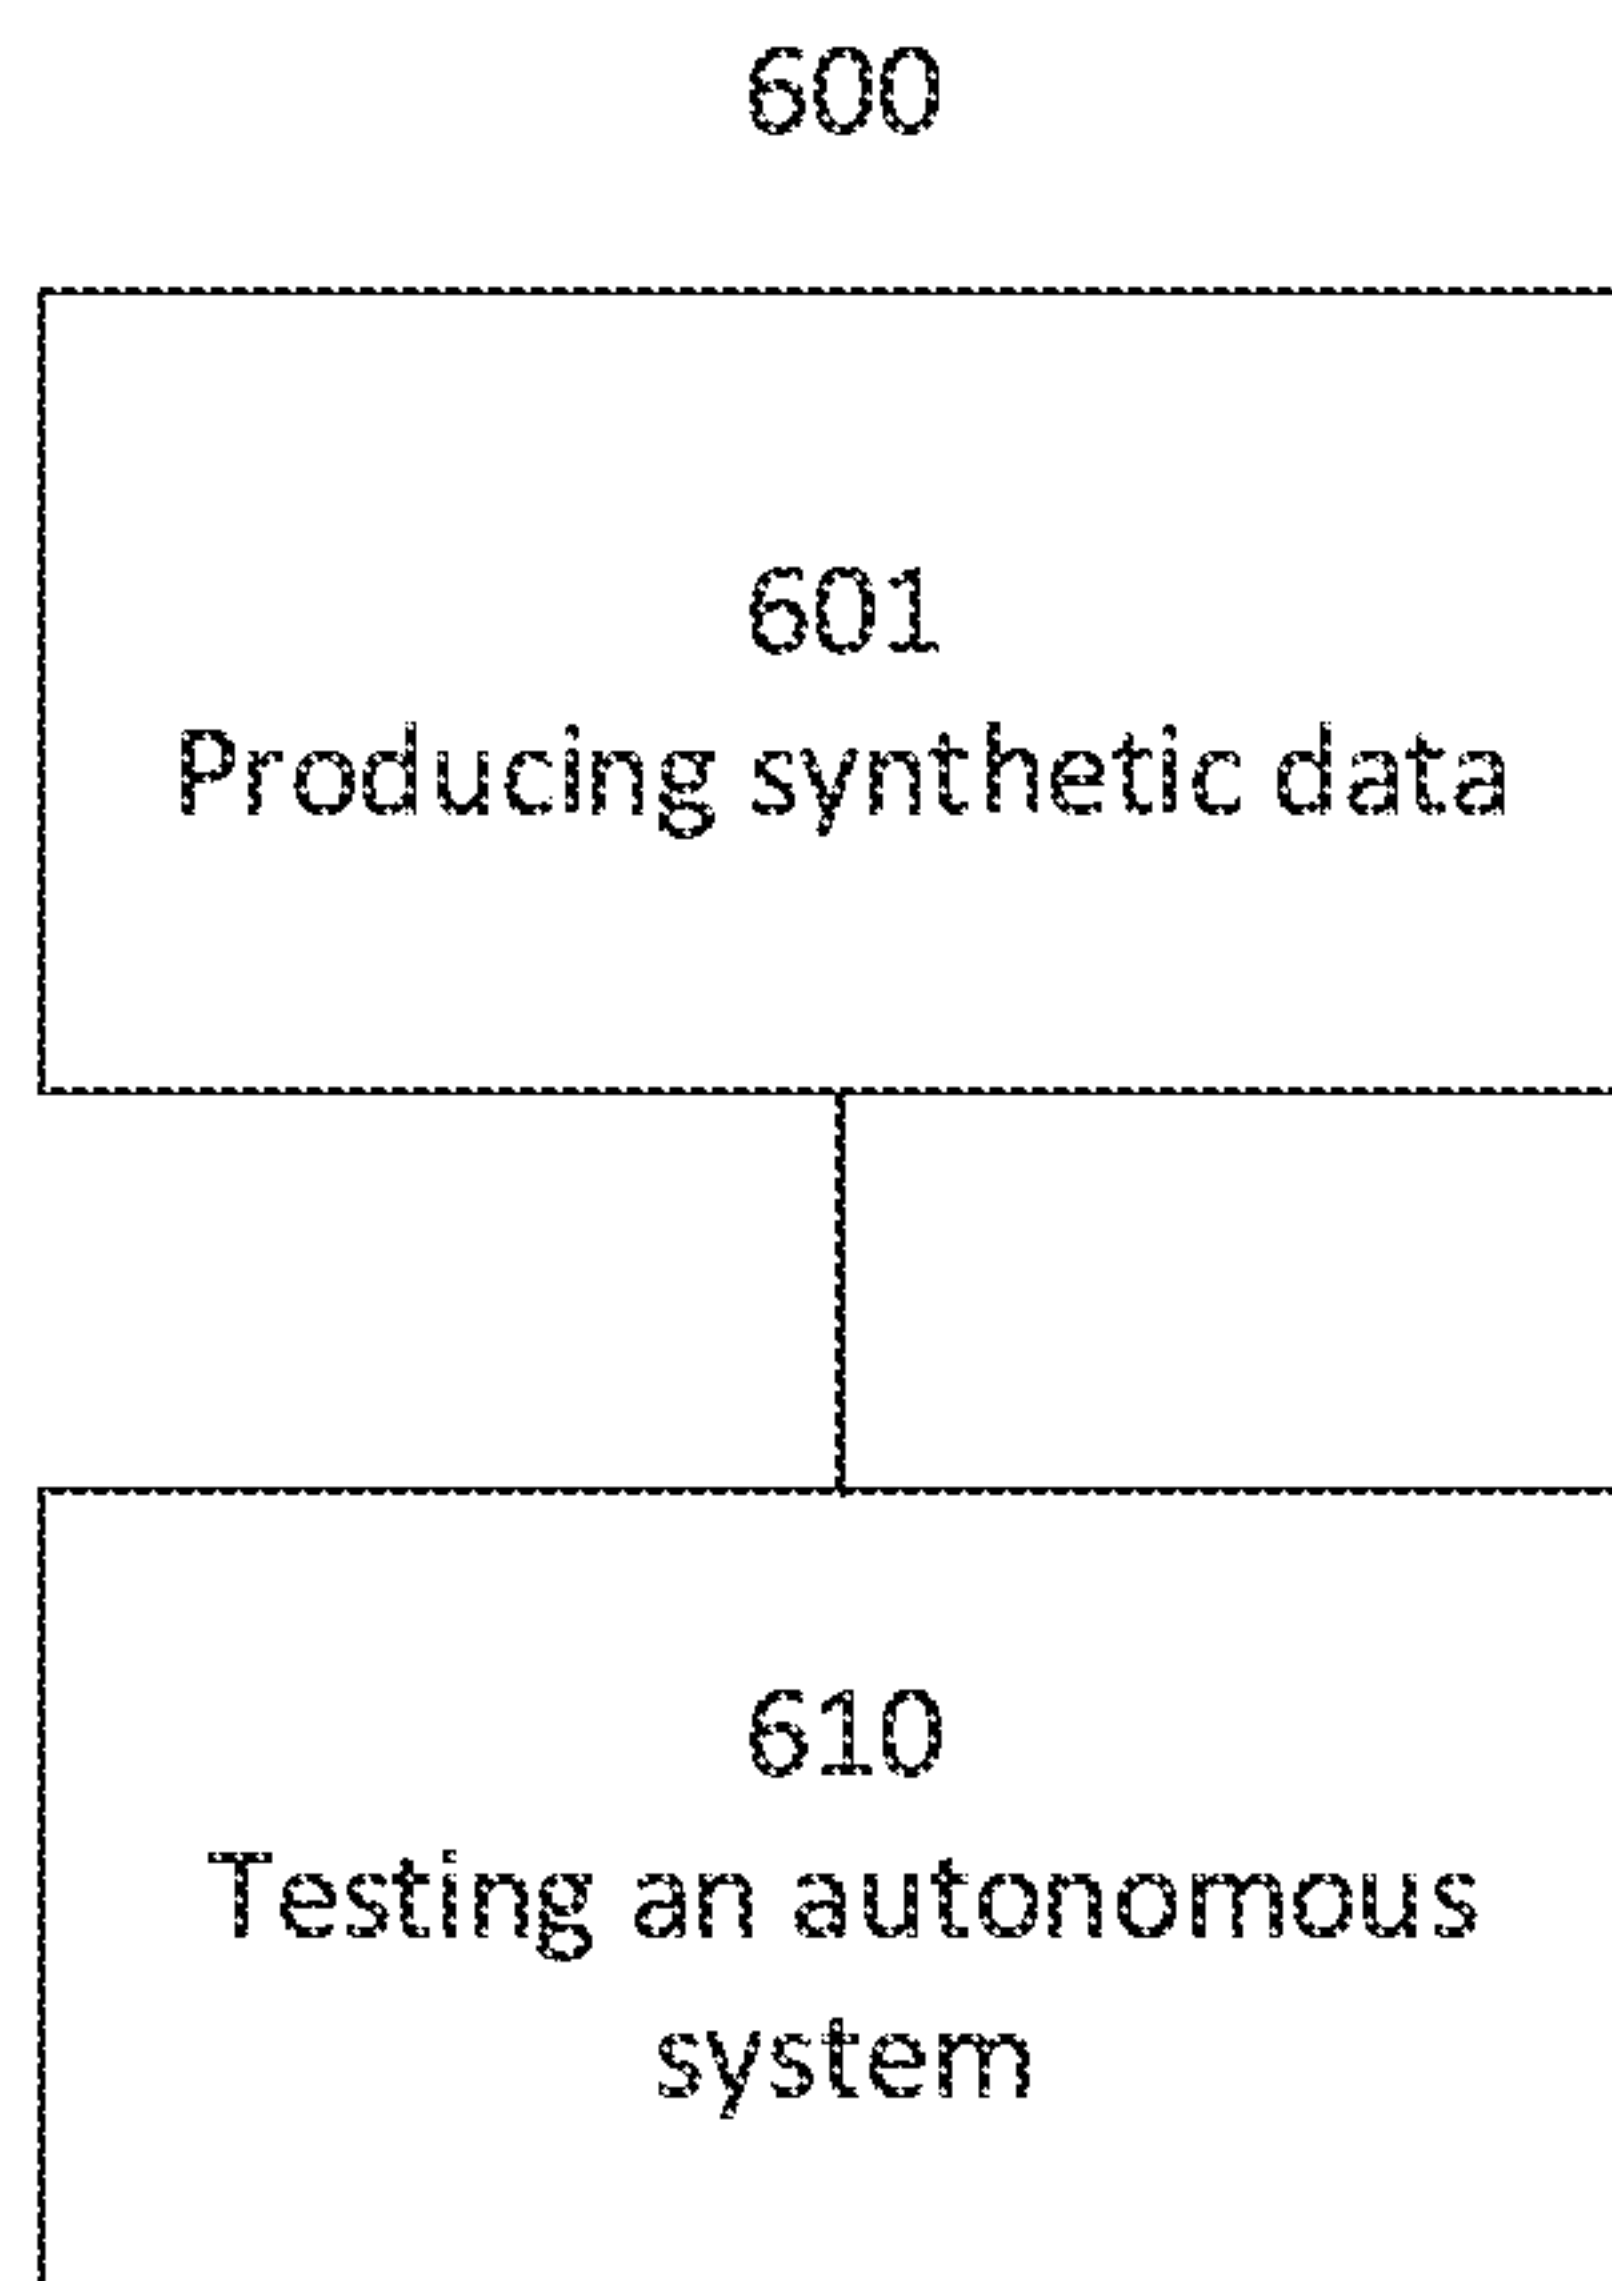 600
601
Producing synthetic data
610
Testing an autonomous
system